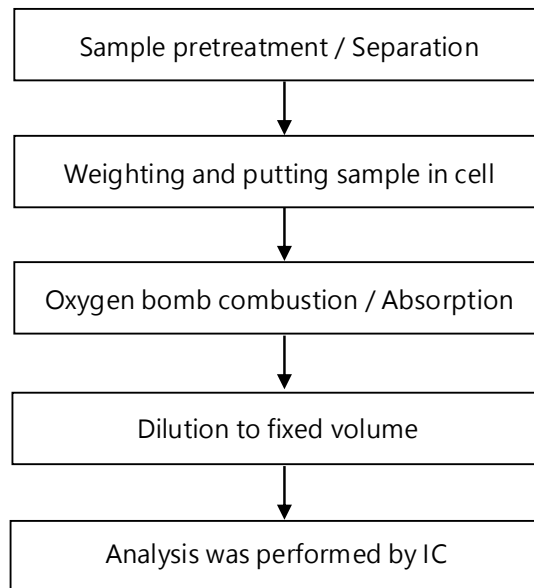 Sample pretreatment / Separation
Weighting and putting sample in cell
Oxygen bomb combustion / Absorption
Dilution to fixed volume
Analysis was performed by IC